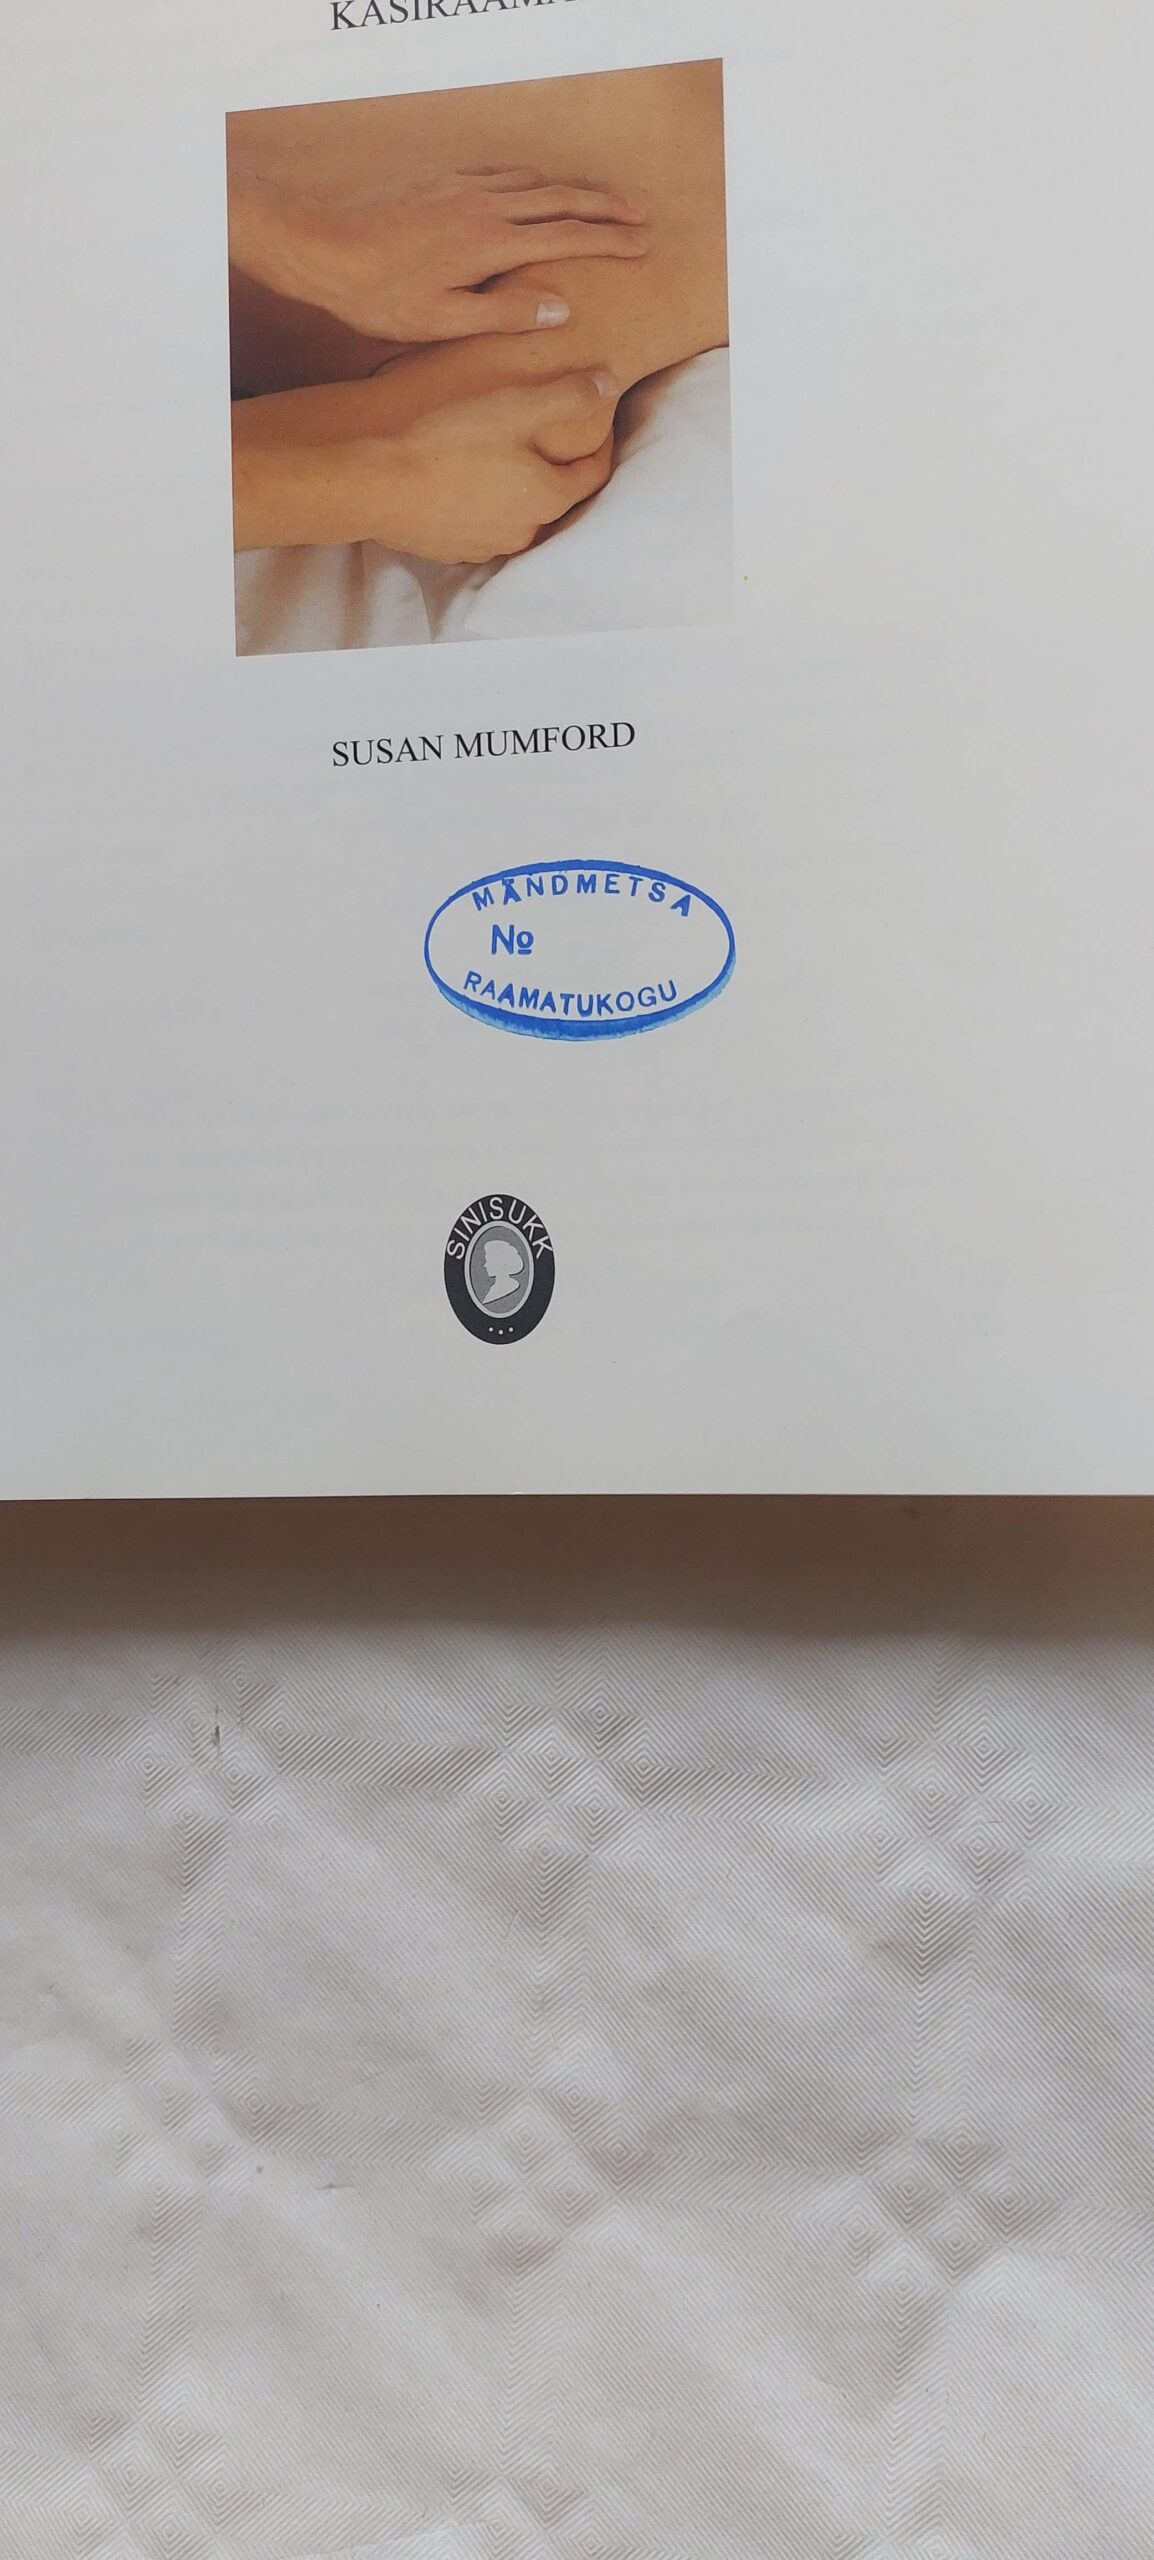 SUSAN MUMFORD
MÄNDMETSA
№
RAAMATUKOGU
SINISUKK